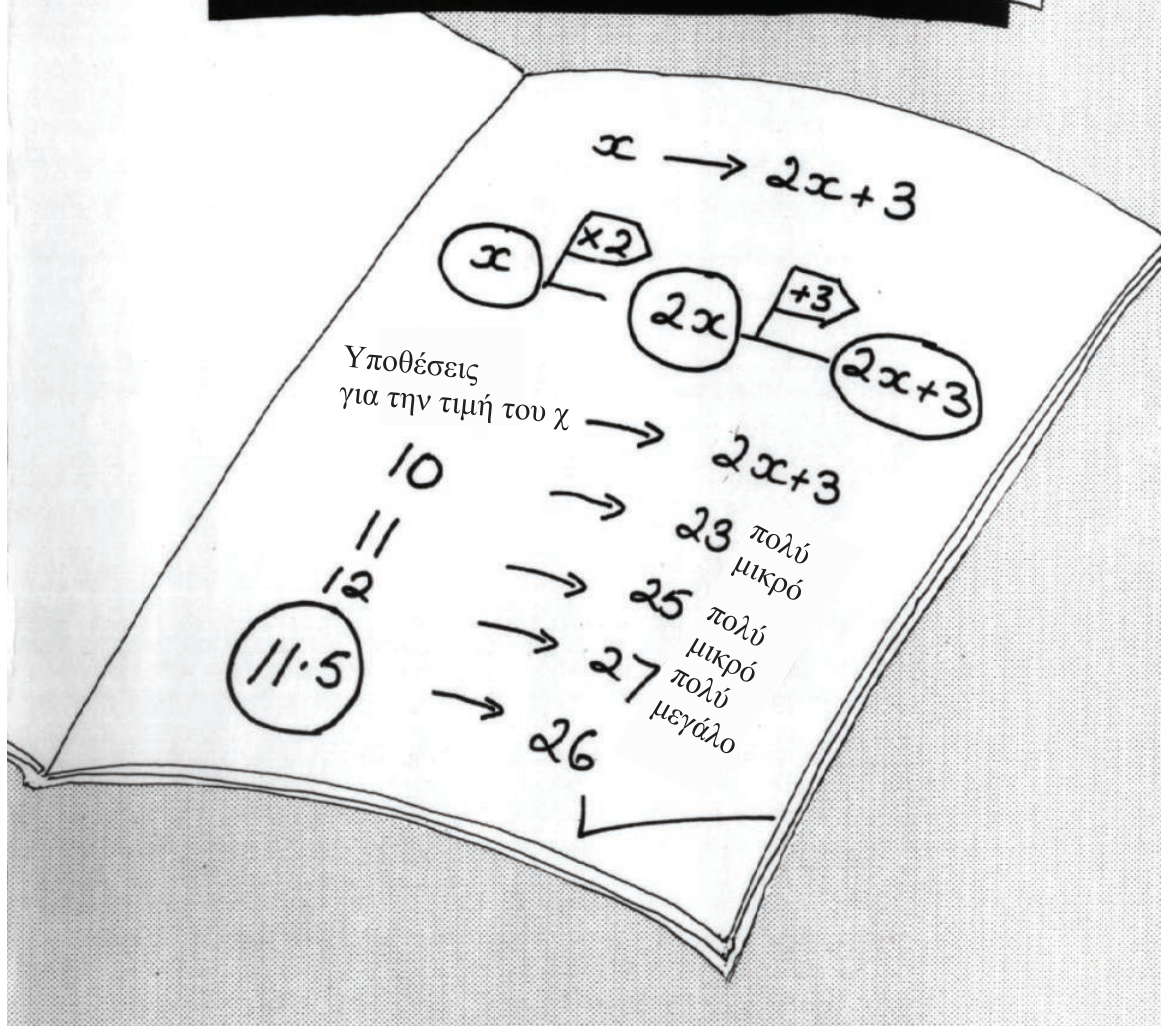 x → 2x + 3
x ×2 2x +3 2x+3
Υποθέσεις
για την τιμή του χ → 2x+3
10 → 23 πολύ
μικρό
11 → 25 πολύ
μικρό
12 → 27 πολύ
μεγάλο
11·5 → 26